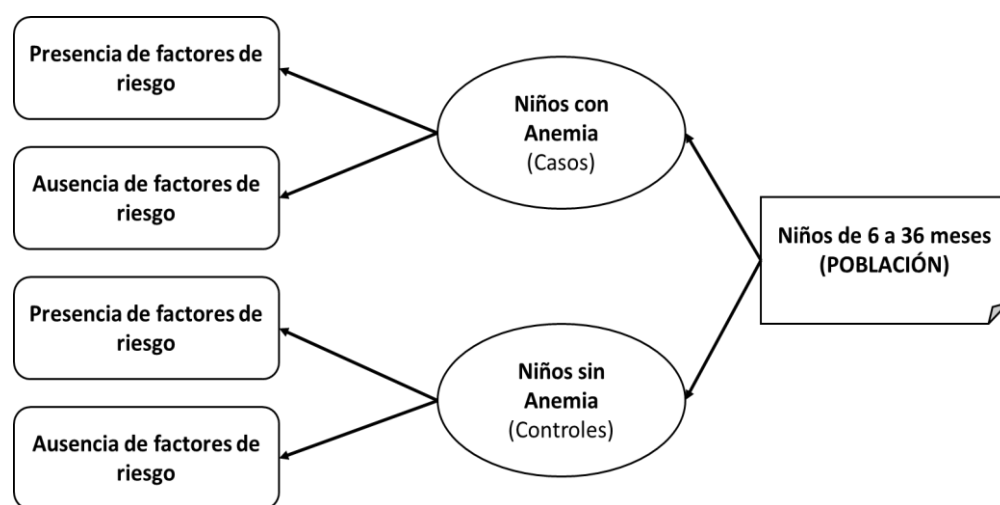 Presencia de factores de
riesgo
Ausencia de factores de
riesgo
Presencia de factores de
riesgo
Ausencia de factores de
riesgo
Niños con
Anemia
(Casos)
Niños sin
Anemia
(Controles)
Niños de 6 a 36 meses
(POBLACIÓN)